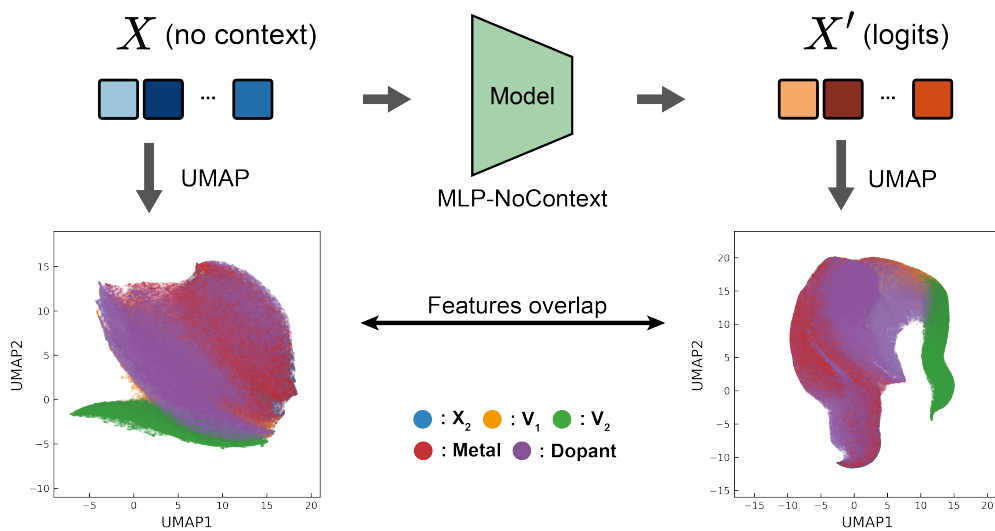 X (no context)
X′ (logits)
...
Model
...
UMAP
MLP-NoContext
UMAP
15
10
5
0
−5
−10
UMAP2
−5
0
5
10
15
20
UMAP1
Features overlap
: X2 : V1 : V2
: Metal : Dopant
20
15
10
5
0
−5
−10
−15
UMAP2
−15
−10
−5
0
5
10
15
20
UMAP1